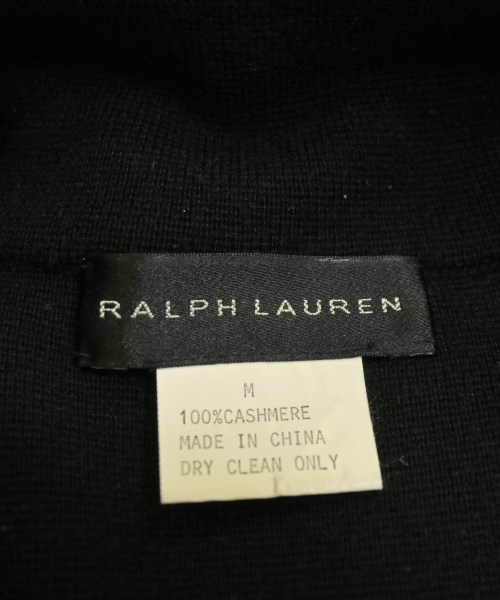 RALPH LAUREN
M
100%CASHMERE
MADE IN CHINA
DRY CLEAN ONLY